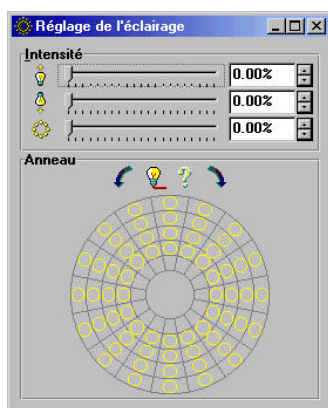 Réglage de l'éclairage
Intensité
0.00%
0.00%
0.00%
Anneau